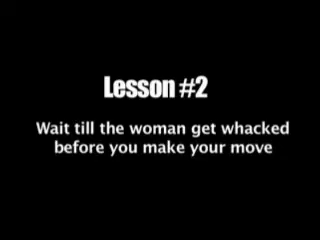 Lesson #2
Wait till the woman get whacked
before you make your move